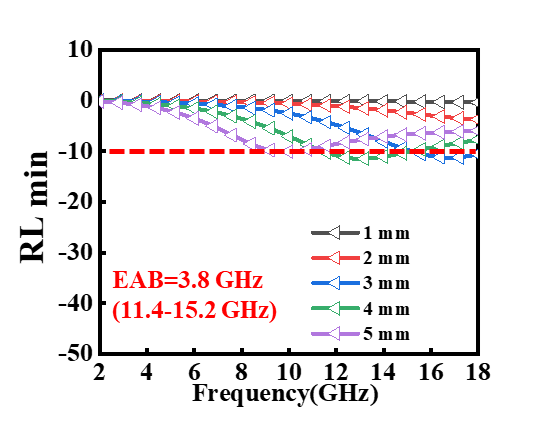 10
0
-10
-20
-30
-40
-50
RL min
1 mm
2 mm
3 mm
4 mm
5 mm
EAB=3.8 GHz
(11.4-15.2 GHz)
2 4 6 8 10 12 14 16 18
Frequency(GHz)